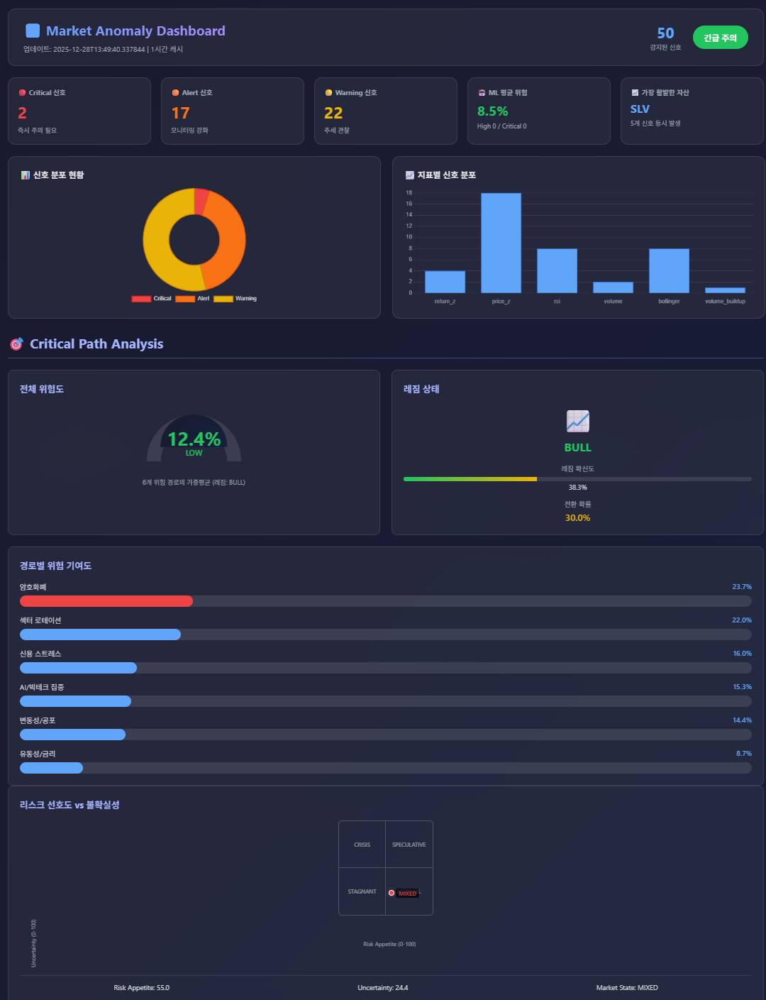 Market Anomaly Dashboard
업데이트: 2025-12-28T13:49:40.337844 | 1시간 캐시
50
감지된 신호
긴급 주의
Critical 신호
2
즉시 주의 필요
Alert 신호
17
모니터링 강화
Warning 신호
22
추세 관찰
ML 평균 위험
8.5%
High 0 / Critical 0
가장 활발한 자산
SLV
5개 신호 동시 발생
신호 분포 현황
Critical Alert Warning
지표별 신호 분포
18
16
14
12
10
8
6
4
2
0
return_z price_z rsi volume bollinger volume_buildup
Critical Path Analysis
전체 위험도
12.4%
LOW
6개 위험 경로의 가중평균 (레짐: BULL)
레짐 상태
BULL
레짐 확신도
38.3%
전환 확률
30.0%
경로별 위험 기여도
암호화폐 23.7%
섹터 로테이션 22.0%
신용 스트레스 16.0%
AI/빅테크 집중 15.3%
변동성/공포 14.4%
유동성/금리 8.7%
리스크 선호도 vs 불확실성
CRISIS SPECULATIVE
STAGNANT MIXED
Uncertainty (0-100)
Risk Appetite (0-100)
Risk Appetite: 55.0 Uncertainty: 24.4 Market State: MIXED